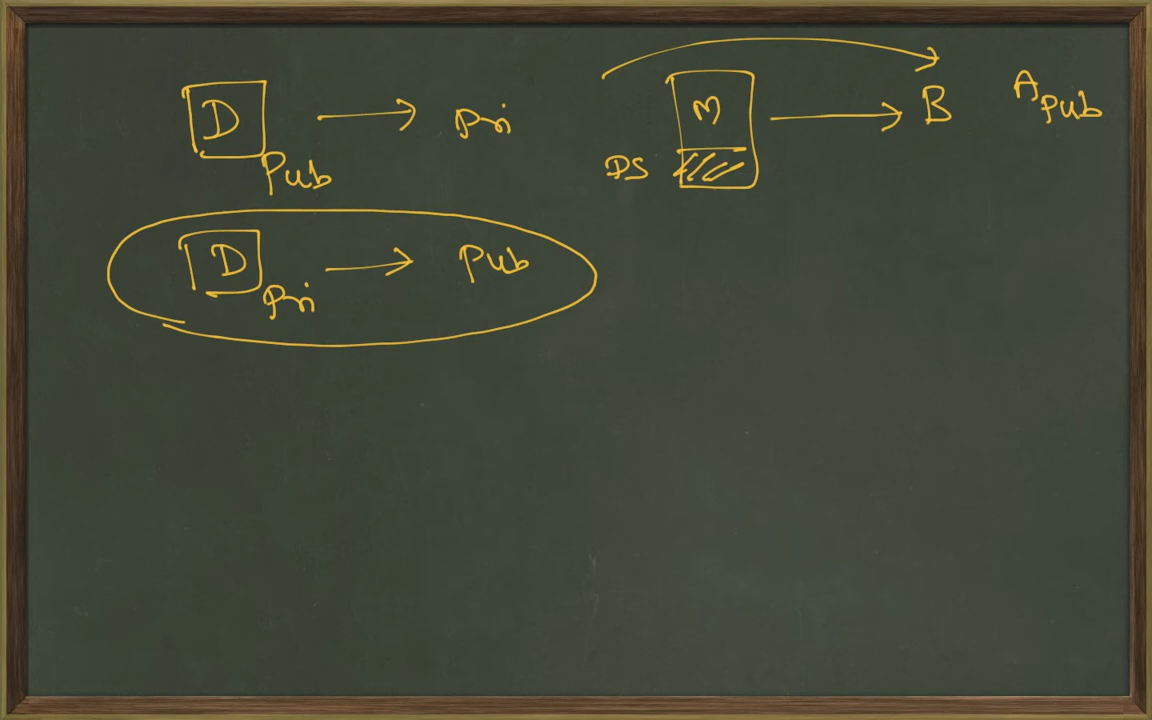 D Pub → Pri
D Pri → Pub
M → B
DS
A Pub